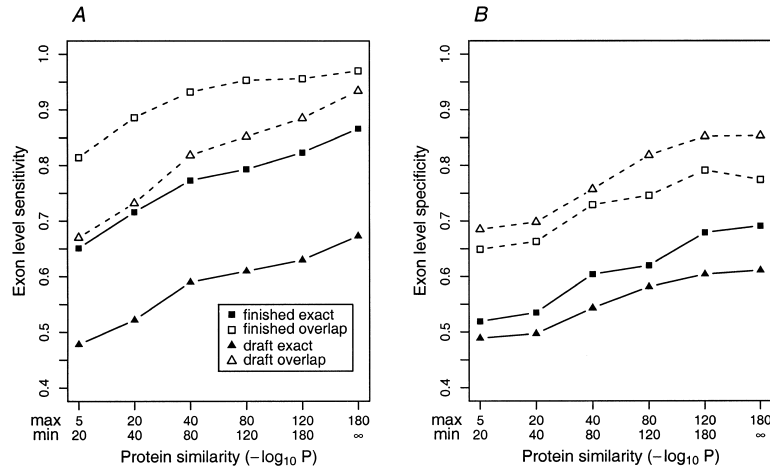 A
Exon level sensitivity
1.0
0.9
0.8
0.7
0.6
0.5
0.4
finished exact
finished overlap
draft exact
draft overlap
max 5 20 40 80 120 180
min 20 40 80 120 180 ∞
Protein similarity (−log10 P)
B
Exon level specificity
1.0
0.9
0.8
0.7
0.6
0.5
0.4
max 5 20 40 80 120 180
min 20 40 80 120 180 ∞
Protein similarity (−log10 P)